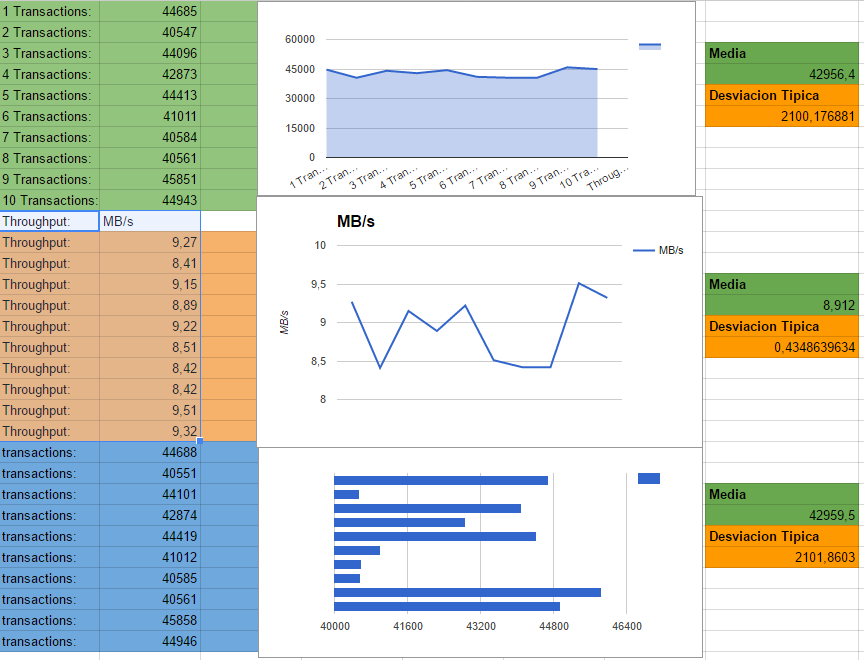 1 Transactions: 44685
2 Transactions: 40547
3 Transactions: 44096
4 Transactions: 42873
5 Transactions: 44413
6 Transactions: 41011
7 Transactions: 40584
8 Transactions: 40561
9 Transactions: 45851
10 Transactions: 44943
Throughput: MB/s
Throughput: 9,27
Throughput: 8,41
Throughput: 9,15
Throughput: 8,89
Throughput: 9,22
Throughput: 8,51
Throughput: 8,42
Throughput: 8,42
Throughput: 9,51
Throughput: 9,32
transactions: 44688
transactions: 40551
transactions: 44101
transactions: 42874
transactions: 44419
transactions: 41012
transactions: 40585
transactions: 40561
transactions: 45858
transactions: 44946
60000
45000
30000
15000
0
1 Tran... 2 Tran... 3 Tran... 4 Tran... 5 Tran... 6 Tran... 7 Tran... 8 Tran... 9 Tran... 10 Tra... Throug...
MB/s
MB/s
10
9,5
9
8,5
8
MB/s
40000 41600 43200 44800 46400
Media
42956,4
Desviacion Tipica
2100,176881
Media
8,912
Desviacion Tipica
0,4348639634
Media
42959,5
Desviacion Tipica
2101,8603